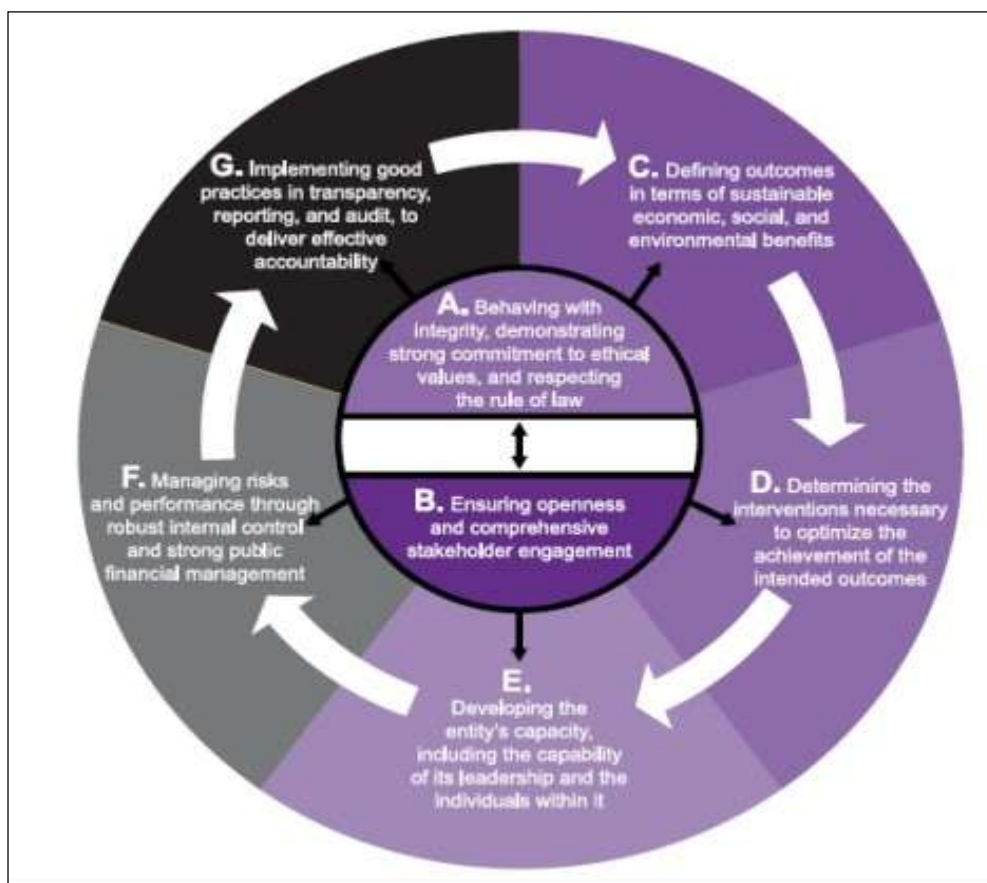 G. Implementing good
practices in transparency,
reporting, and audit, to
deliver effective
accountability
C. Defining outcomes
in terms of sustainable
economic, social, and
environmental benefits
A. Behaving with
integrity, demonstrating
strong commitment to ethical
values, and respecting
the rule of law
F. Managing risks
and performance through
robust internal control
and strong public
financial management
B. Ensuring openness
and comprehensive
stakeholder engagement
D. Determining the
interventions necessary
to optimize the
achievement of the
intended outcomes
E.
Developing the
entity's capacity,
including the capability
of its leadership and the
individuals within it